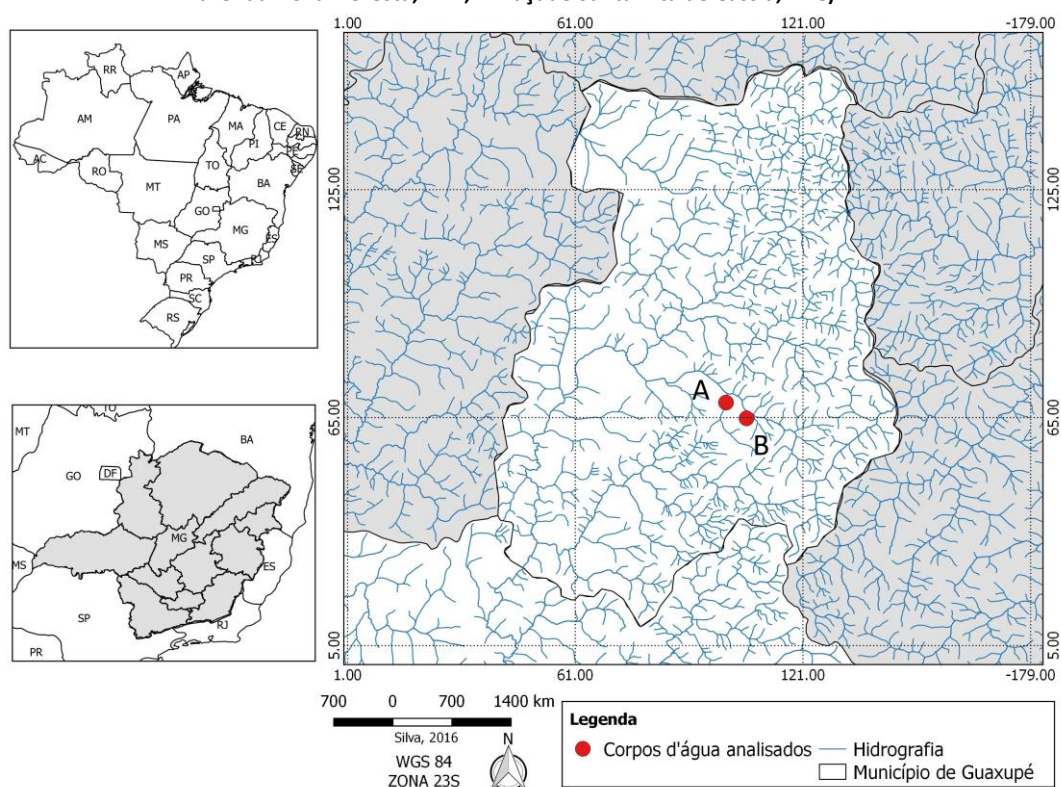 1.00 61.00 121.00 -179.00
RR
AP
AM
PA
MA
CE
RN
PI
AC
TO
SE
RO
BA
MT
GO
MG
ES
MS
SP
RJ
PR
SC
RS
125.00
125.00
65.00
65.00
5.00
5.00
A
B
TO
MT
BA
DF
GO
MG
MS
ES
SP
RJ
PR
1.00 61.00 121.00 -179.00
700 0 700 1400 km
Silva, 2016
WGS 84
ZONA 23S
N
Legenda
Corpos d'água analisados
Hidrografia
Município de Guaxupé